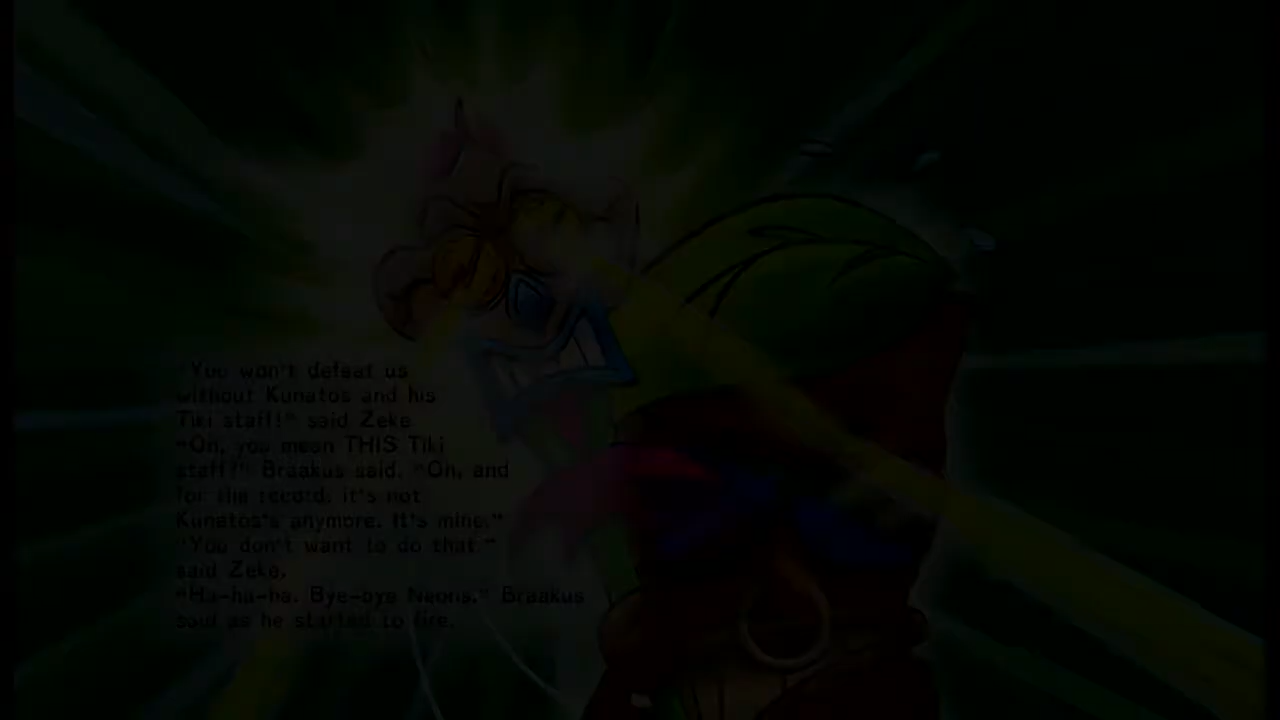 "You won't defeat us
without Kunatos and his
Tiki staff!" said Zeke
"Oh, you mean THIS Tiki
staff?" Braakus said. "Oh, and
for the record, it's not
Kunatos's anymore. It's mine."
"You don't want to do that"
said Zeke.
"Ha-ha-ha. Bye-bye Neons." Braakus
said as he started to fire.